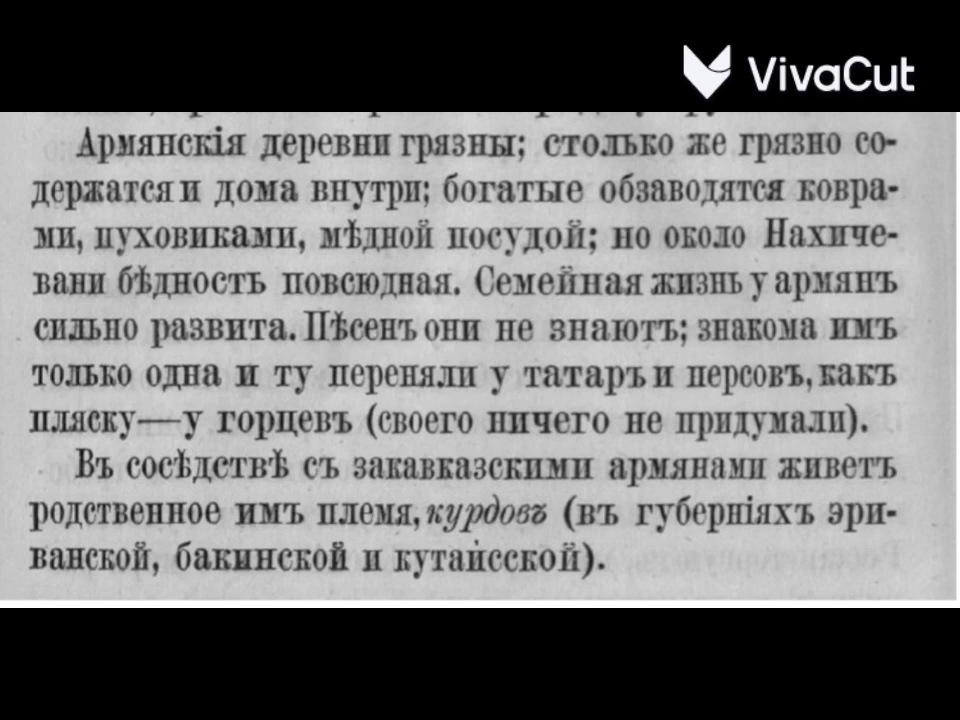 VivaCut
Армянскія деревни грязны; столько же грязно со-
держатся и дома внутри; богатые обзаводятся ковра-
ми, пуховиками, мѣдной посудой; но около Нахиче-
вани бѣдность повсюдная. Семейная жизнь у армянъ
сильно развита. Пѣсенъ они не знаютъ; знакома имъ
только одна и ту переняли у татаръ и персовъ, какъ
пляску—у горцевъ (своего ничего не придумали).
Въ сосѣдствѣ съ закавказскими армянами живетъ
родственное имъ племя, курдовъ (въ губерніяхъ эри-
ванской, бакинской и кутаисской).